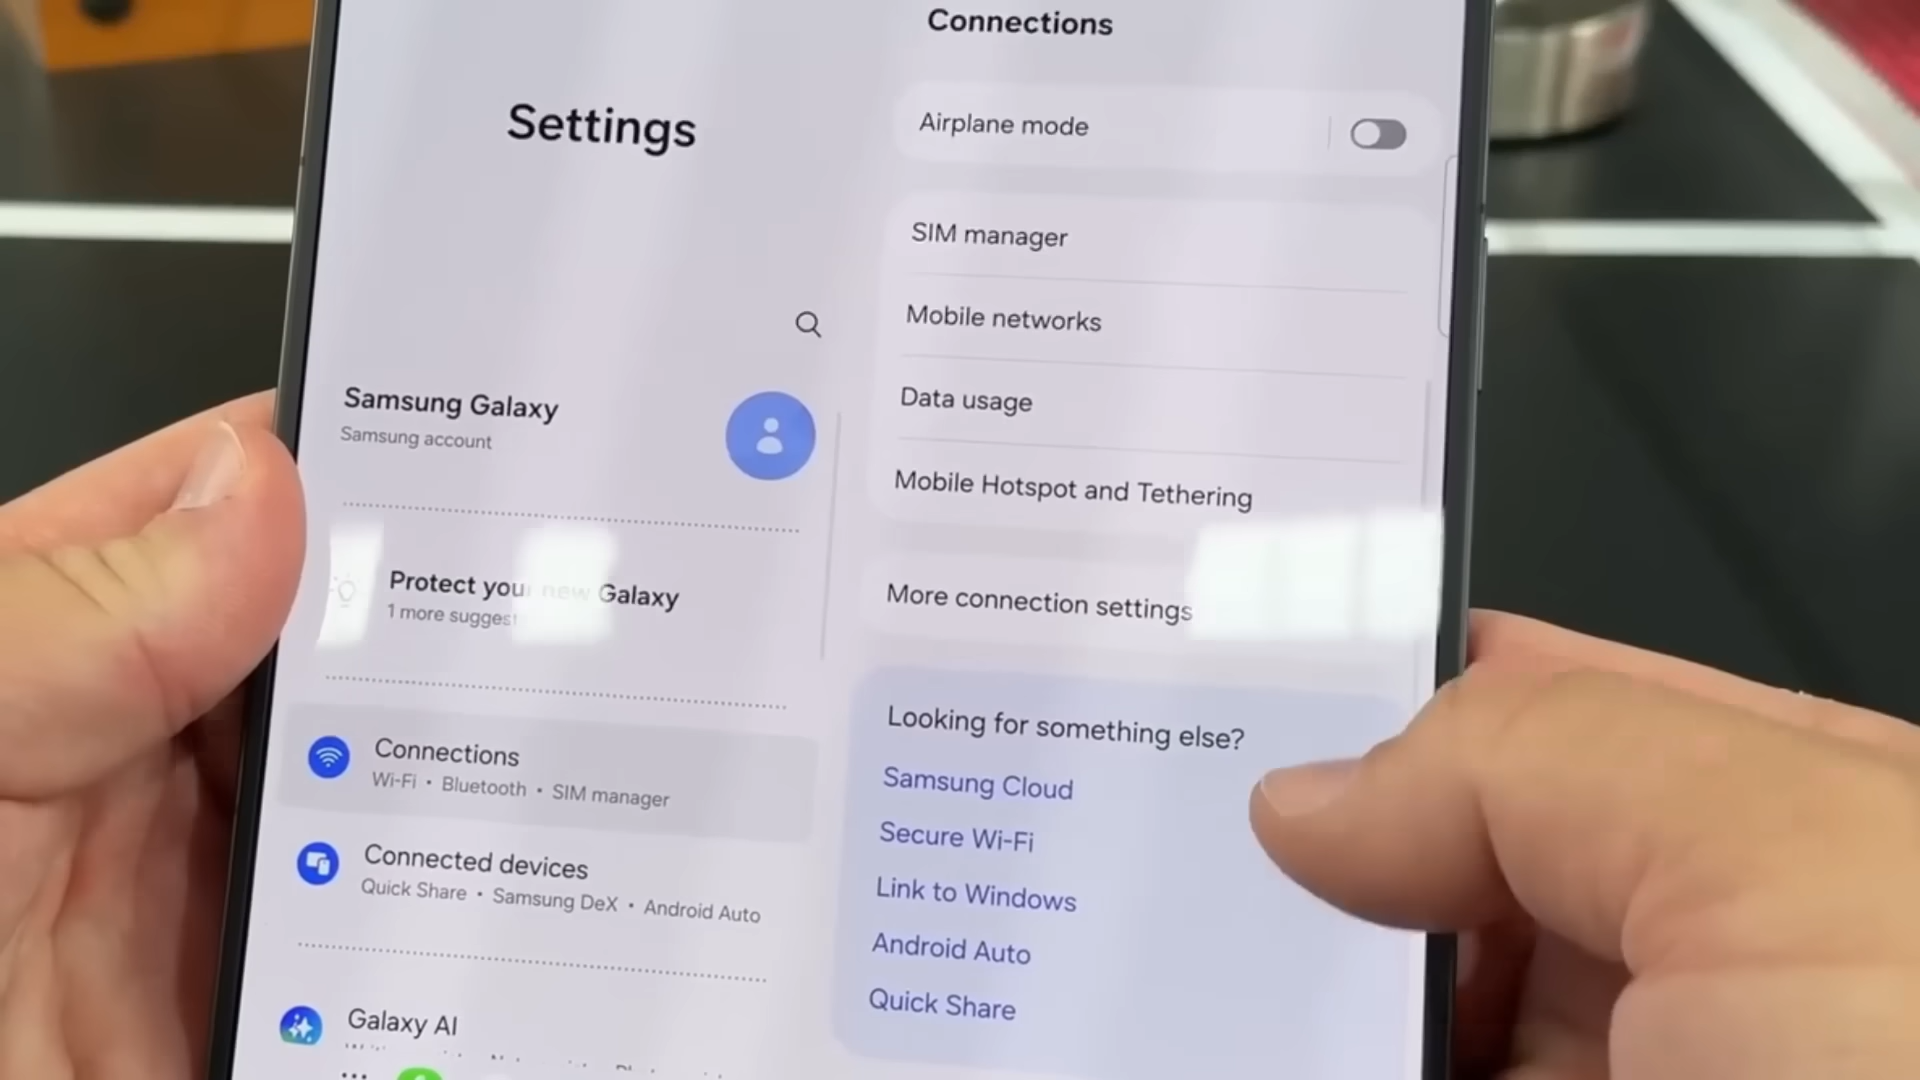 Settings
Samsung Galaxy
Samsung account
Protect your new Galaxy
1 more sugges
Connections
Wi-Fi • Bluetooth • SIM manager
Connected devices
Quick Share • Samsung DeX • Android Auto
Galaxy AI
Connections
Airplane mode
SIM manager
Mobile networks
Data usage
Mobile Hotspot and Tethering
More connection settings
Looking for something else?
Samsung Cloud
Secure Wi-Fi
Link to Windows
Android Auto
Quick Share